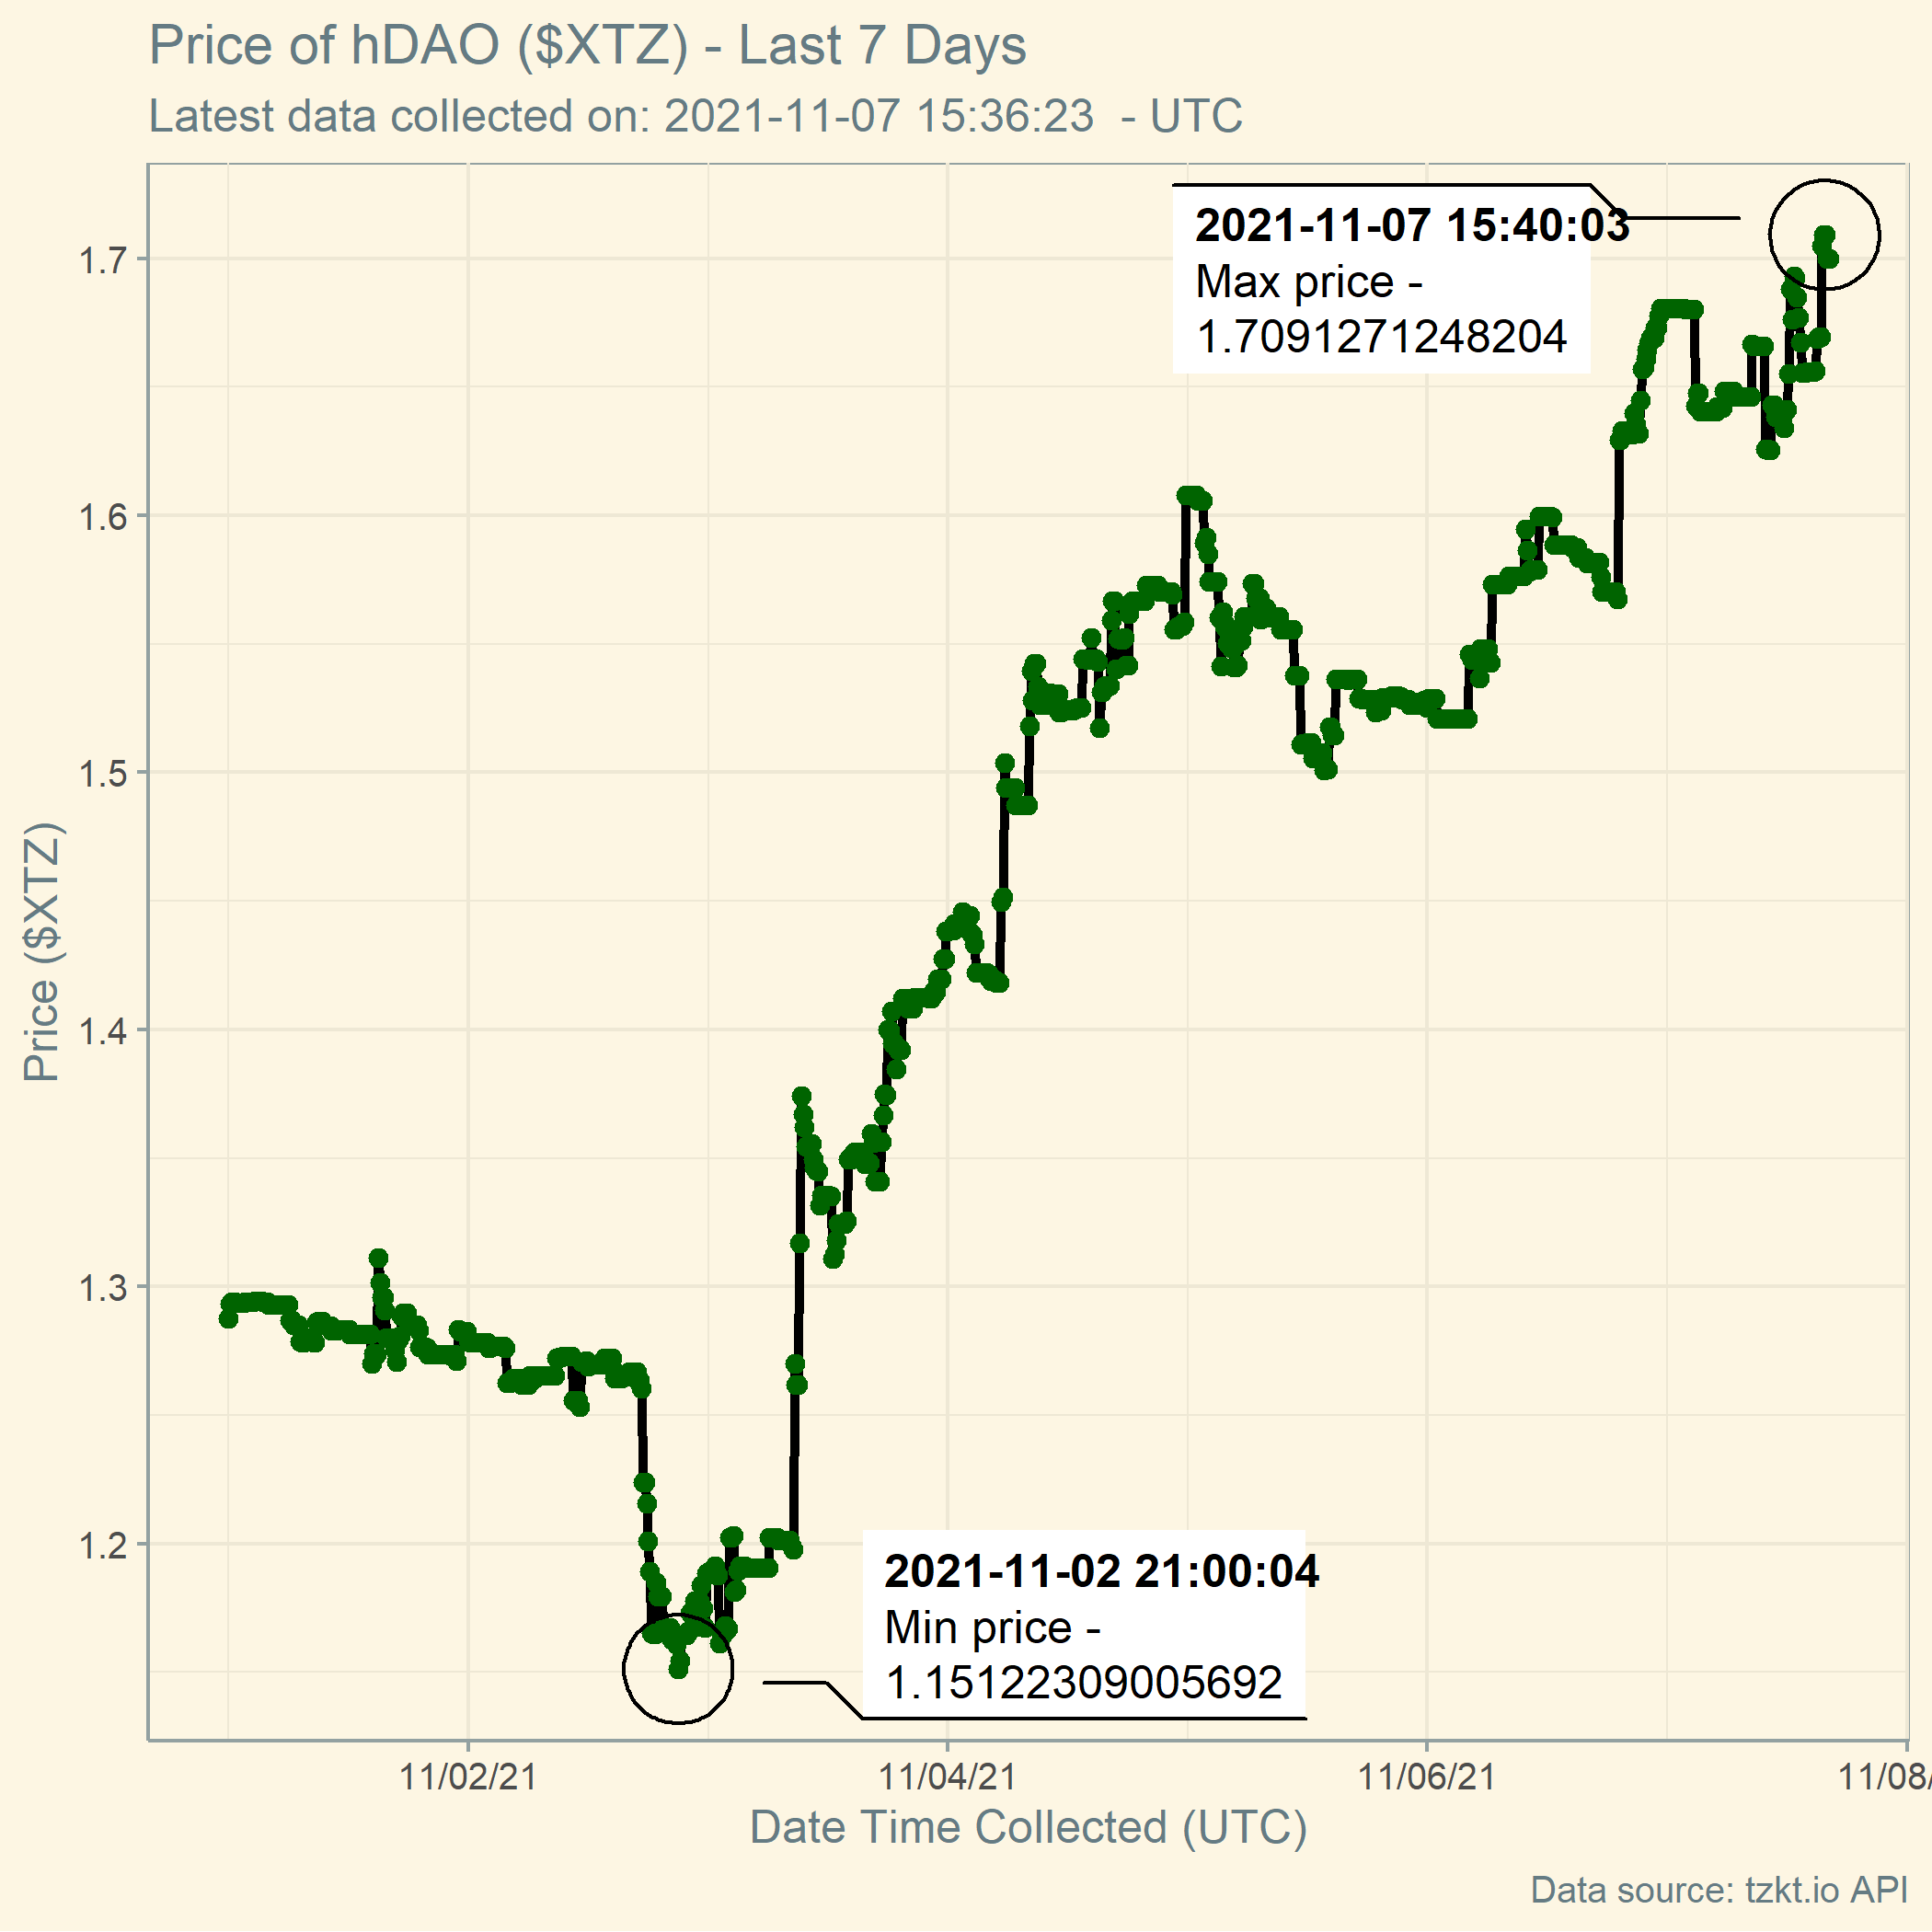 Price of hDAO ($XTZ) - Last 7 Days
Latest data collected on: 2021-11-07 15:36:23  - UTC
2021-11-07 15:40:03
Max price -
1.7091271248204
1.7
1.6
1.5
1.4
1.3
1.2
Price ($XTZ)
2021-11-02 21:00:04
Min price -
1.15122309005692
11/02/21
11/04/21
11/06/21
11/08/
Date Time Collected (UTC)
Data source: tzkt.io API